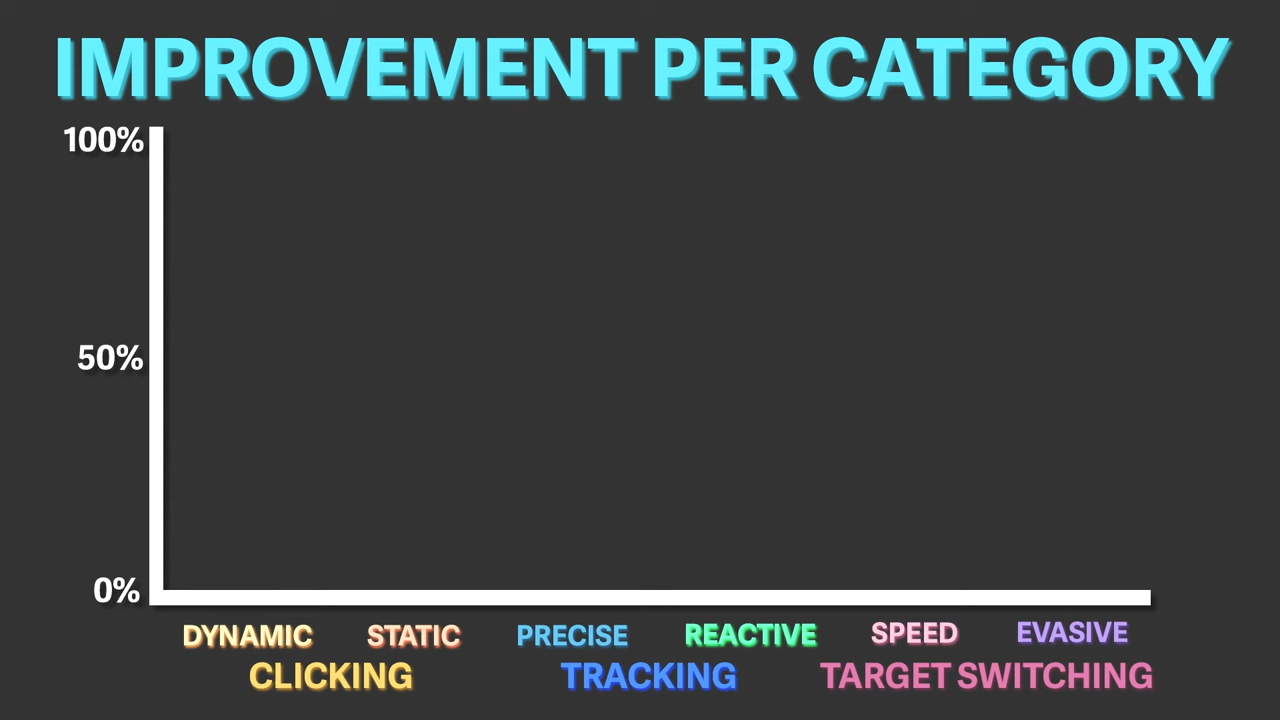 IMPROVEMENT PER CATEGORY
100%
50%
0%
DYNAMIC STATIC PRECISE REACTIVE SPEED EVASIVE
CLICKING TRACKING TARGET SWITCHING